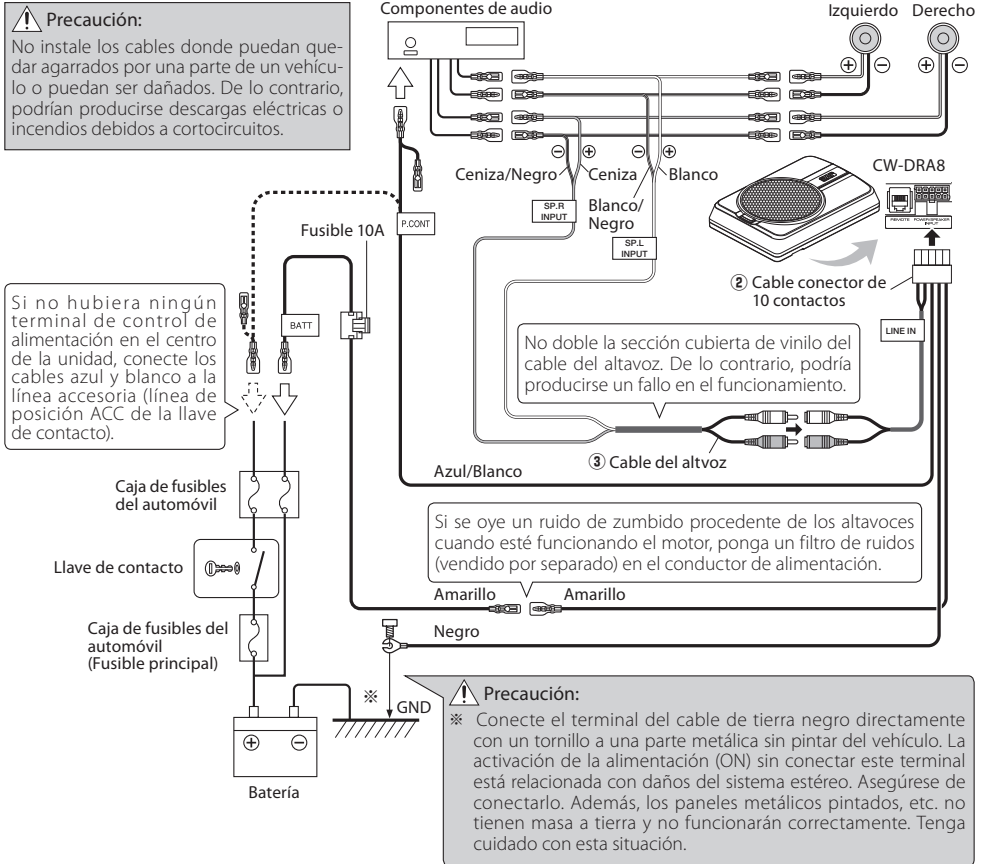 Precaución:
No instale los cables donde puedan que-
dar agarrados por una parte de un vehícu-
lo o puedan ser dañados. De lo contrario,
podrían producirse descargas eléctricas o
incendios debidos a cortocircuitos.
Componentes de audio
Izquierdo
Derecho
Ceniza/Negro
Ceniza
Blanco/
Negro
Blanco
SP.R
INPUT
SP.L
INPUT
P.CONT
Fusible 10A
BATT
CW-DRA8
REMOTE
POWER/SPEAKER
INPUT
② Cable conector de
10 contactos
LINE IN
Si no hubiera ningún
terminal de control de
alimentación en el centro
de la unidad, conecte los
cables azul y blanco a la
línea accesoria (línea de
posición ACC de la llave
de contacto).
No doble la sección cubierta de vinilo del
cable del altavoz. De lo contrario, podría
producirse un fallo en el funcionamiento.
③ Cable del altvoz
Azul/Blanco
Caja de fusibles
del automóvil
Si se oye un ruido de zumbido procedente de los altavoces
cuando esté funcionando el motor, ponga un filtro de ruidos
(vendido por separado) en el conductor de alimentación.
Llave de contacto
Amarillo
Amarillo
Caja de fusibles del
automóvil
(Fusible principal)
Negro
※
GND
Batería
Precaución:
※ Conecte el terminal del cable de tierra negro directamente
con un tornillo a una parte metálica sin pintar del vehículo. La
activación de la alimentación (ON) sin conectar este terminal
está relacionada con daños del sistema estéreo. Asegúrese de
conectarlo. Además, los paneles metálicos pintados, etc. no
tienen masa a tierra y no funcionarán correctamente. Tenga
cuidado con esta situación.